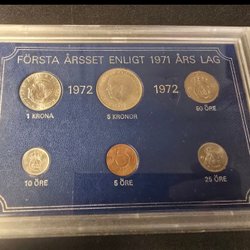 FÖRSTA ÅRSSET ENLIGT 1971 ÅRS LAG
1972 1972
1 KRONA 5 KRONOR 50 ÖRE
10 ÖRE 5 ÖRE 25 ÖRE